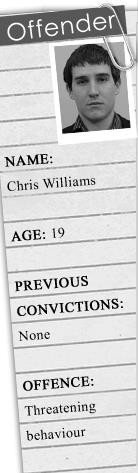 Offender
NAME:
Chris Williams
AGE: 19
PREVIOUS
CONVICTIONS:
None
OFFENCE:
Threatening
behaviour